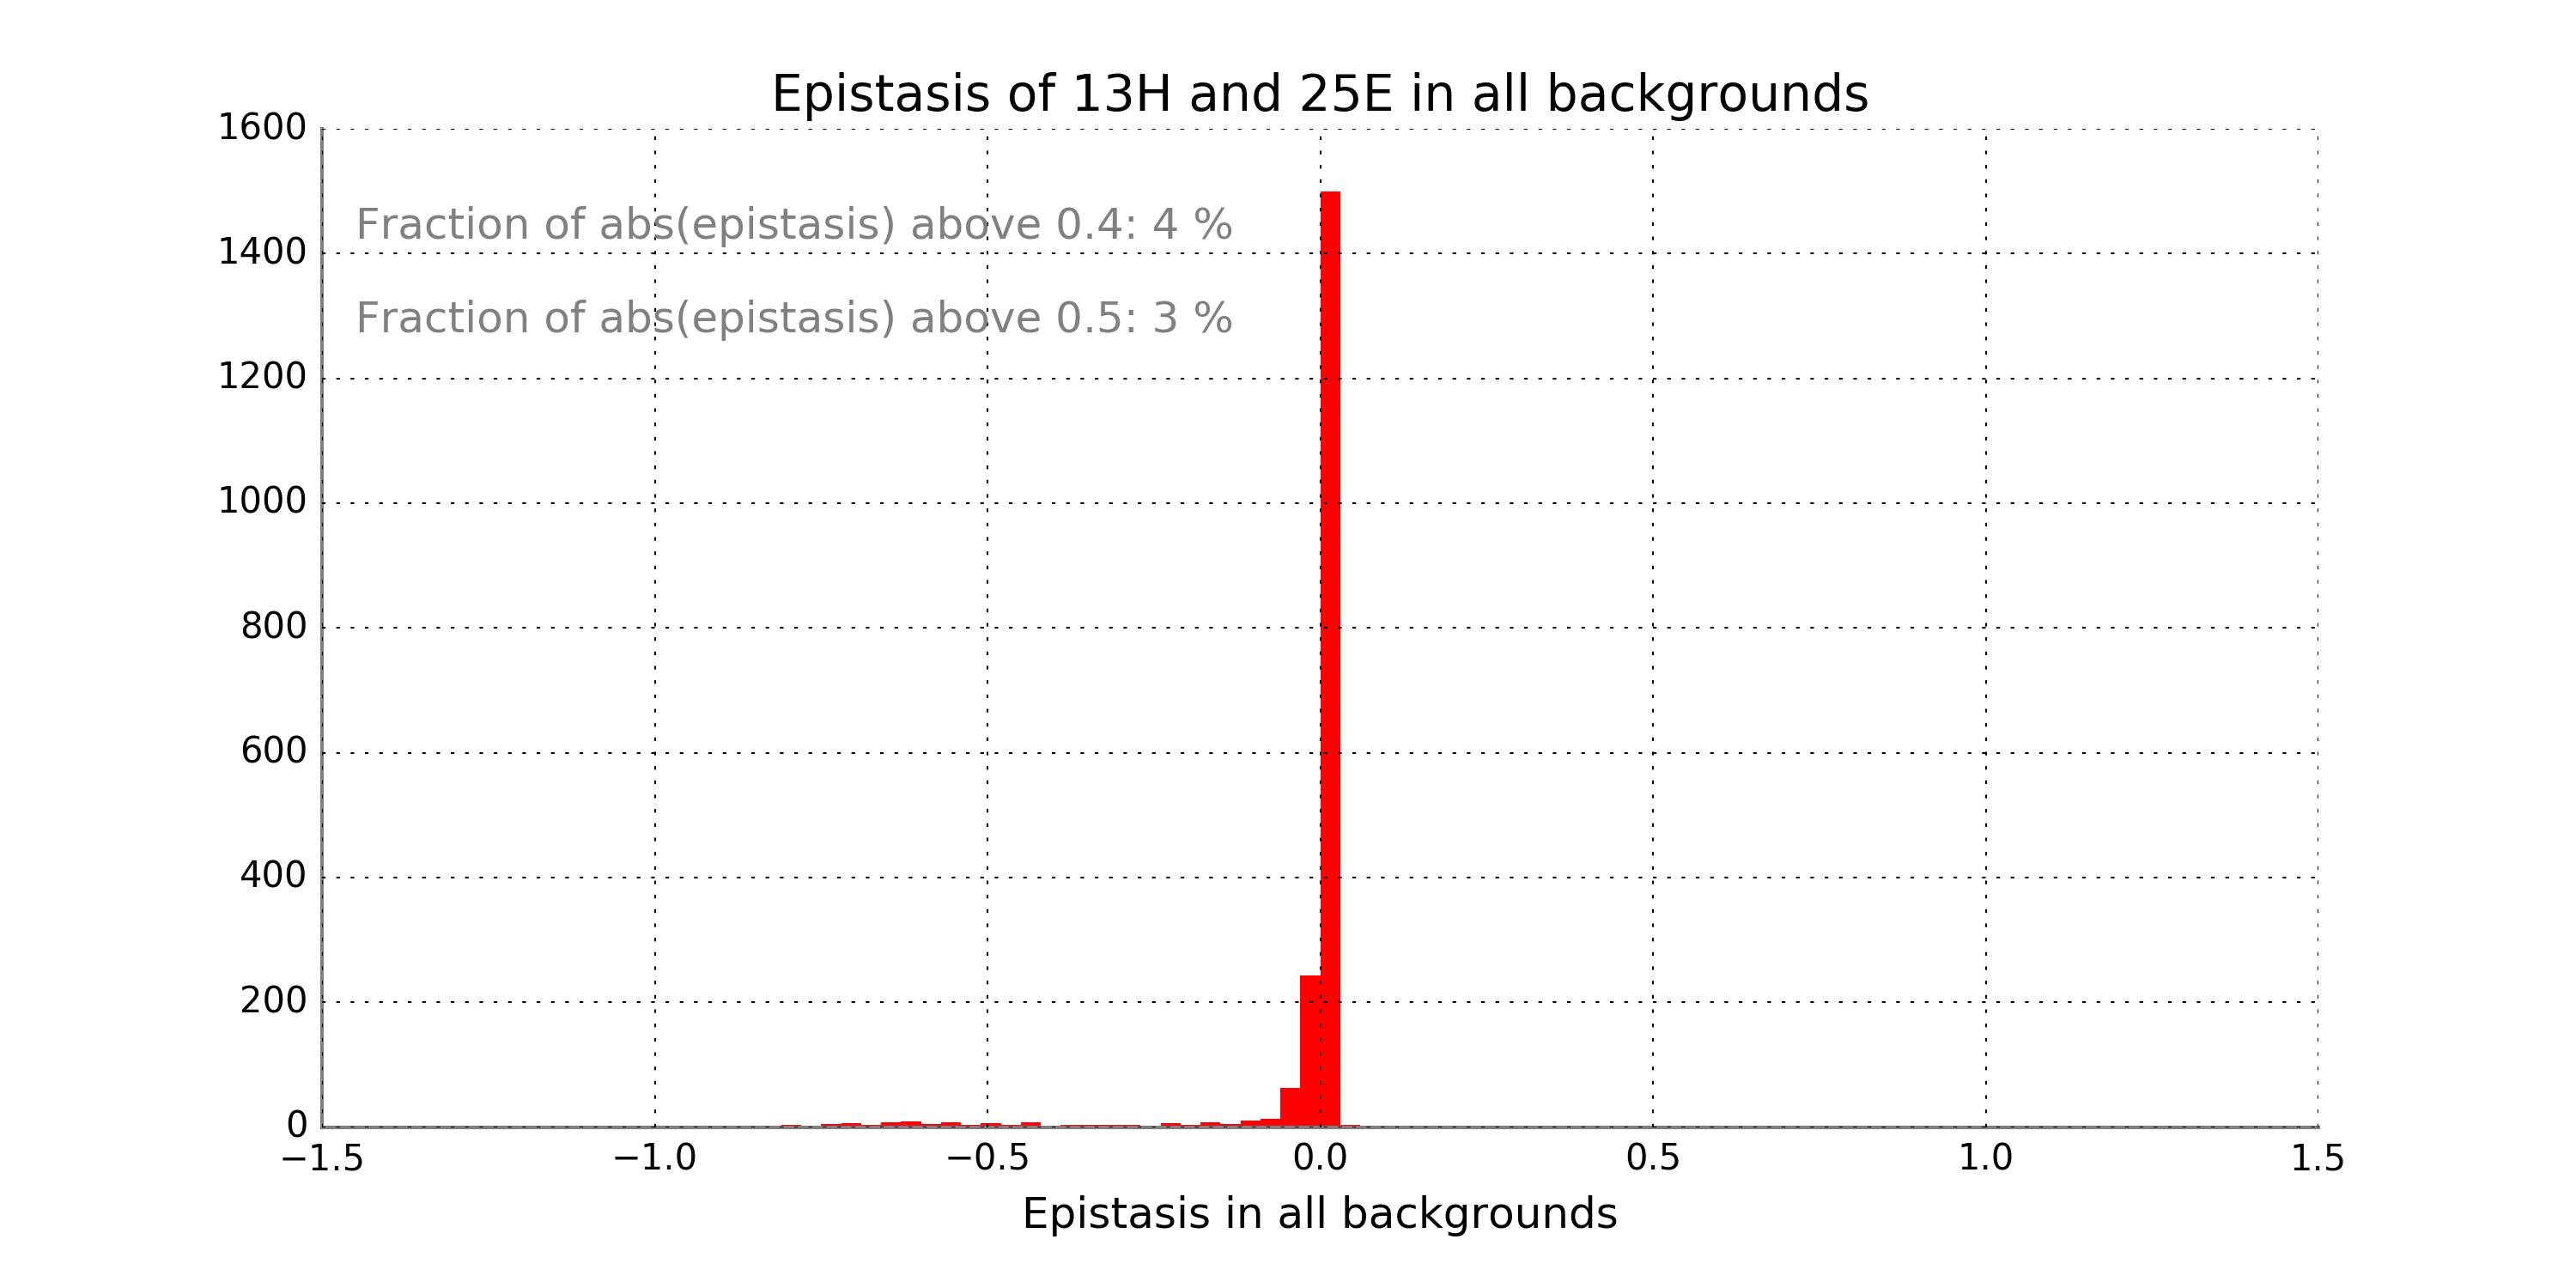 Epistasis of 13H and 25E in all backgrounds
1600
Fraction of abs(epistasis) above 0.4: 4 %
1400
Fraction of abs(epistasis) above 0.5: 3 %
1200
1000
800
600
400
200
0
−1.5 −1.0 −0.5 0.0 0.5 1.0 1.5
Epistasis in all backgrounds